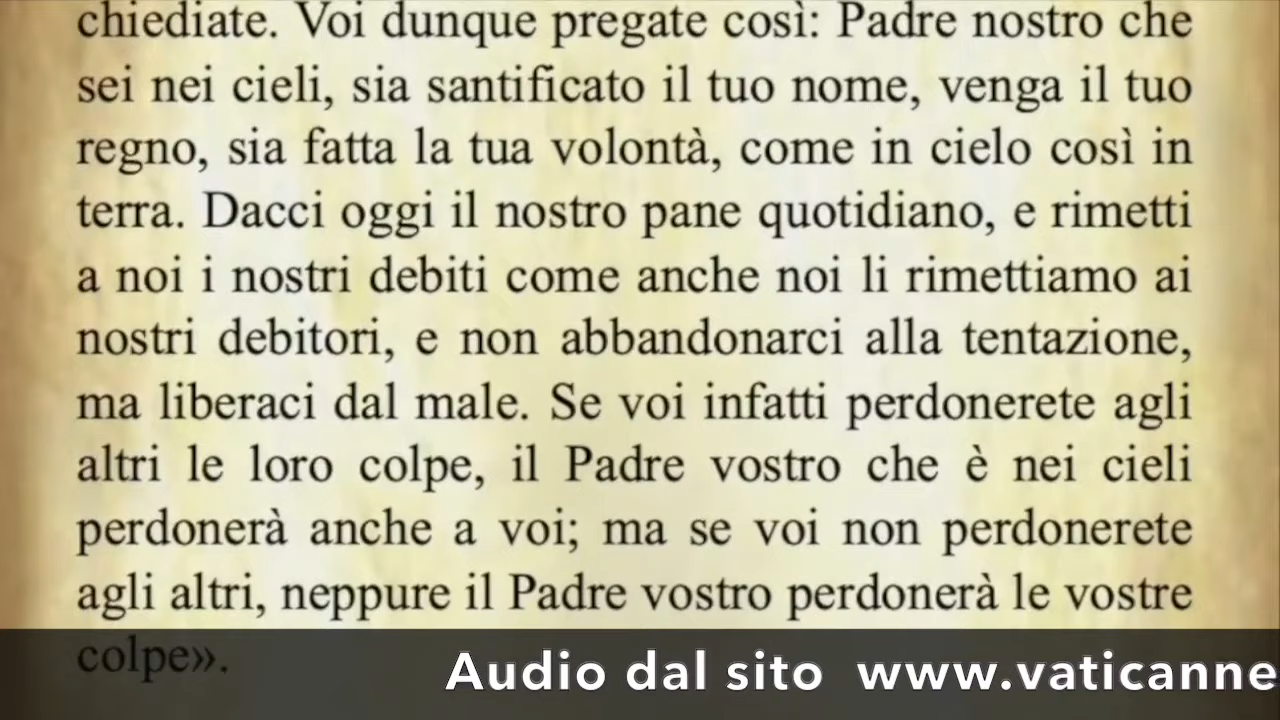 chiediate. Voi dunque pregate così: Padre nostro che
sei nei cieli, sia santificato il tuo nome, venga il tuo
regno, sia fatta la tua volontà, come in cielo così in
terra. Dacci oggi il nostro pane quotidiano, e rimetti
a noi i nostri debiti come anche noi li rimettiamo ai
nostri debitori, e non abbandonarci alla tentazione,
ma liberaci dal male. Se voi infatti perdonerete agli
altri le loro colpe, il Padre vostro che è nei cieli
perdonerà anche a voi; ma se voi non perdonerete
agli altri, neppure il Padre vostro perdonerà le vostre
colpe».
Audio dal sito www.vaticanne